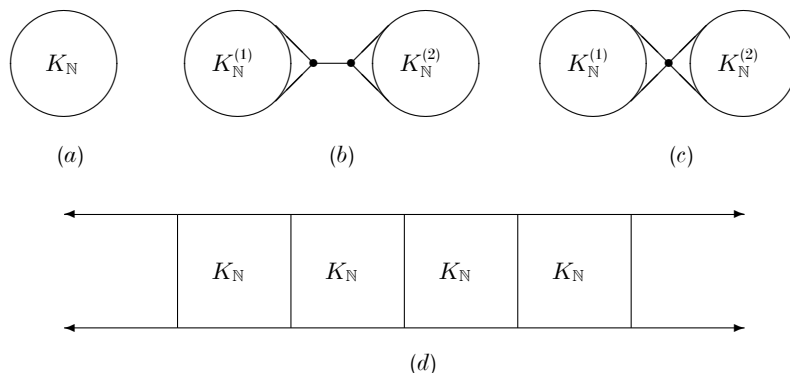 K_ℕ K_ℕ^{(1)} K_ℕ^{(2)} K_ℕ^{(1)} K_ℕ^{(2)}
(a) (b) (c)
K_ℕ K_ℕ K_ℕ K_ℕ
(d)